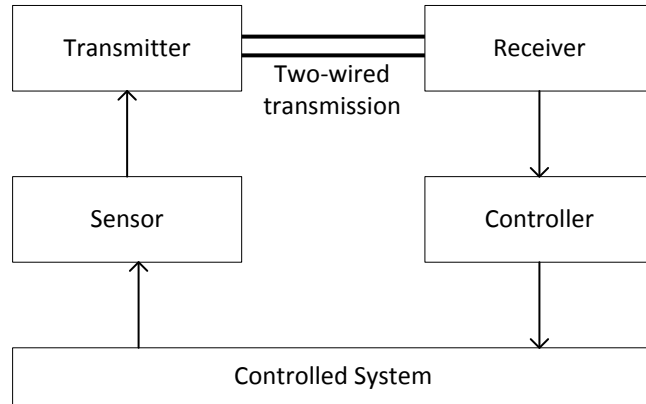 Transmitter
Receiver
Two-wired
transmission
Sensor
Controller
Controlled System